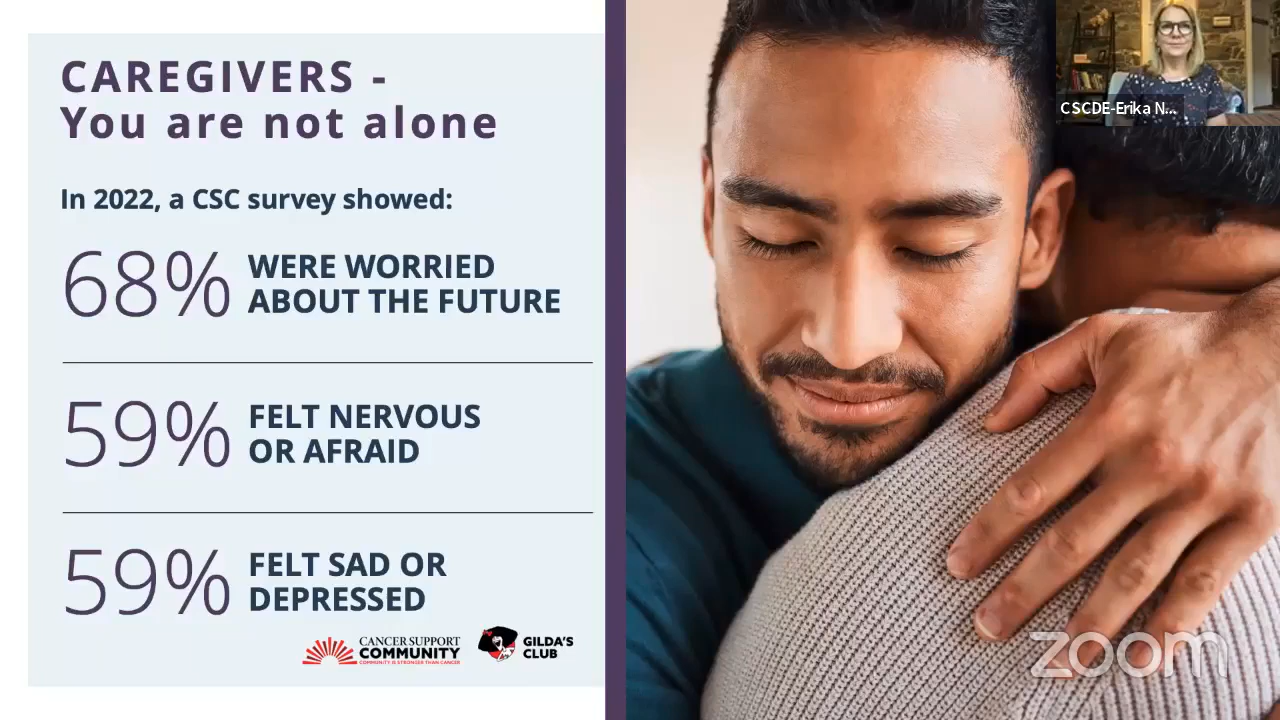 CAREGIVERS -
You are not alone
In 2022, a CSC survey showed:
68% WERE WORRIED
ABOUT THE FUTURE
59% FELT NERVOUS
OR AFRAID
59% FELT SAD OR
DEPRESSED
CANCER SUPPORT
COMMUNITY
COMMUNITY IS STRONGER THAN CANCER
GILDA'S
CLUB
CSCDE-Erika N...
zoom